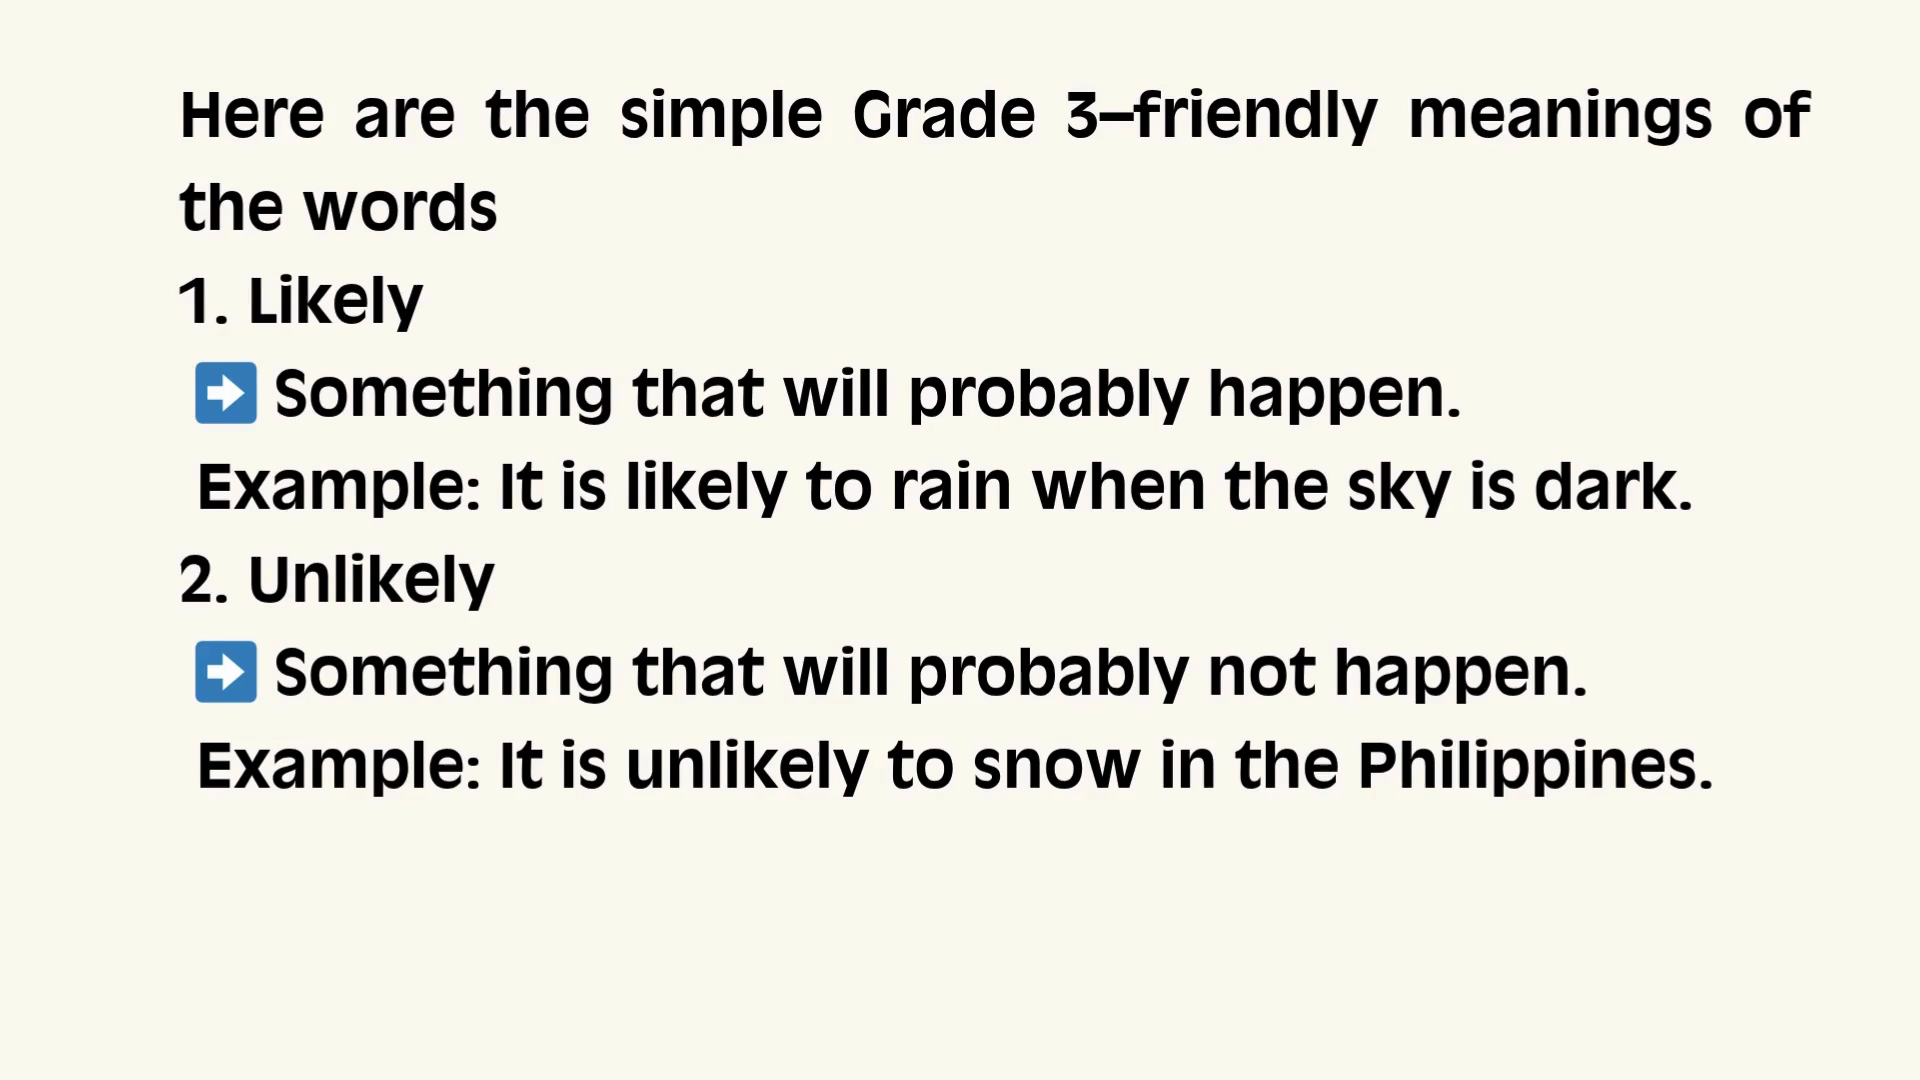 Here are the simple Grade 3–friendly meanings of
the words
1. Likely
➡ Something that will probably happen.
Example: It is likely to rain when the sky is dark.
2. Unlikely
➡ Something that will probably not happen.
Example: It is unlikely to snow in the Philippines.